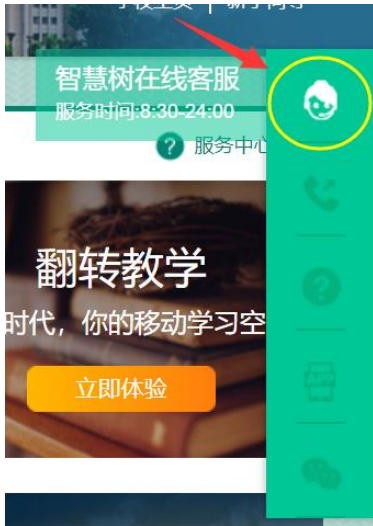 智慧树在线客服
服务时间:8:30-24:00
服务中心
翻转教学
时代，你的移动学习空
立即体验
APP